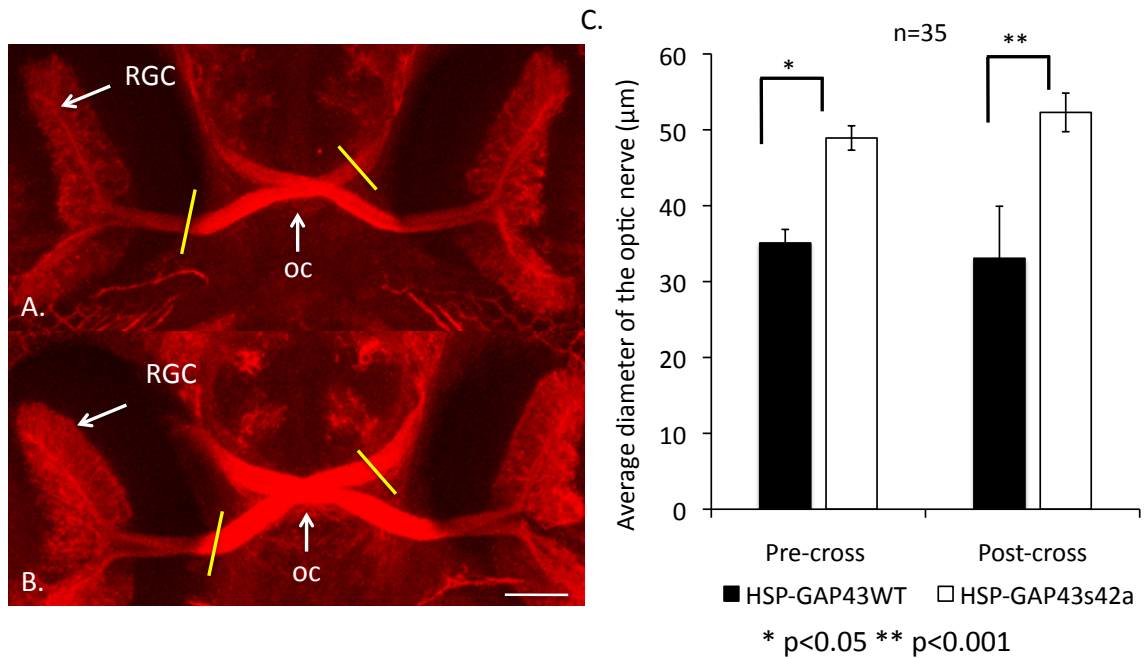 RGC
oc
A.
RGC
oc
B.
C.
n=35
*
**
Average diameter of the optic nerve (μm)
60
50
40
30
20
10
0
Pre-cross
Post-cross
HSP-GAP43WT HSP-GAP43s42a
* p<0.05 ** p<0.001